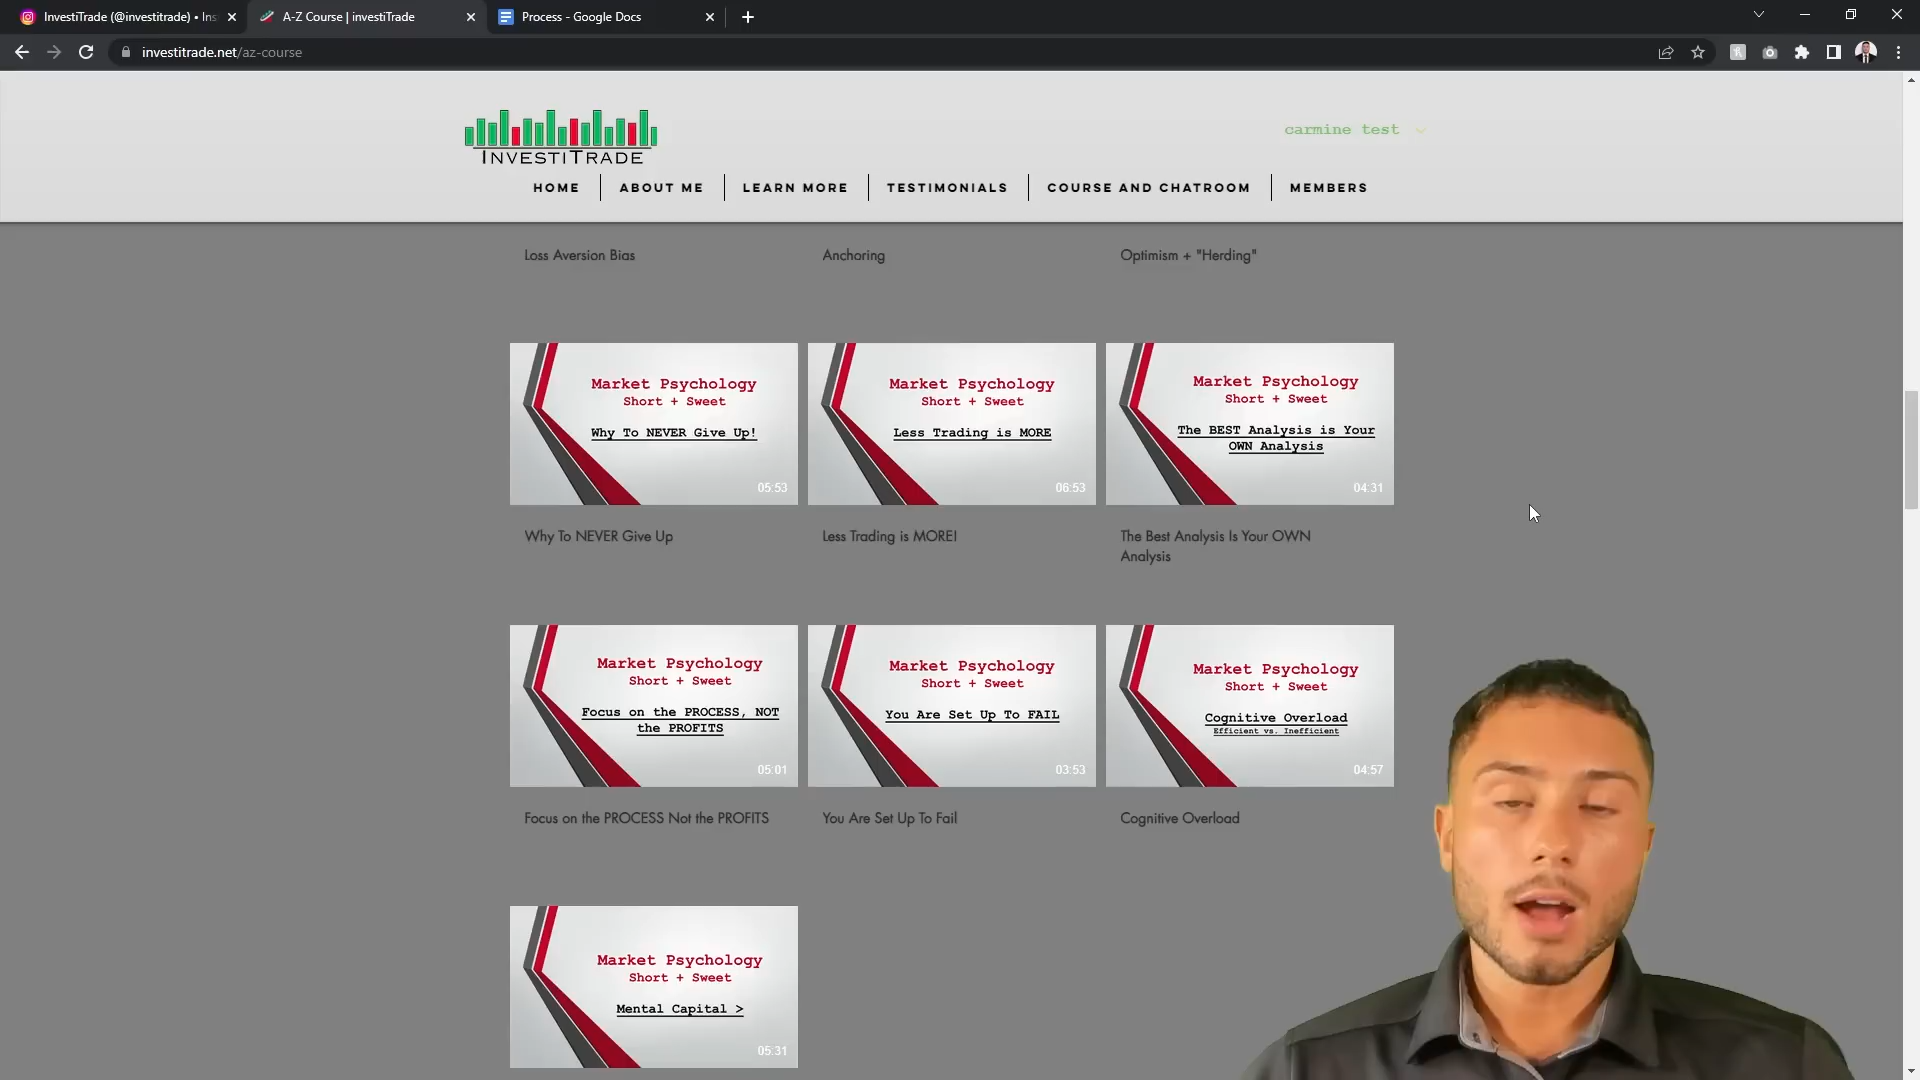 InvestiTrade (@investitrade) • Ins
A-Z Course | investiTrade
Process - Google Docs
investitrade.net/az-course
INVESTITRADE
carmine test
HOME
ABOUT ME
LEARN MORE
TESTIMONIALS
COURSE AND CHATROOM
MEMBERS
Loss Aversion Bias
Anchoring
Optimism + "Herding"
Market Psychology
Short + Sweet
Why To NEVER Give Up!
05:53
Market Psychology
Short + Sweet
Less Trading is MORE
06:53
Market Psychology
Short + Sweet
The BEST Analysis is Your
OWN Analysis
04:31
Why To NEVER Give Up
Less Trading is MORE!
The Best Analysis Is Your OWN
Analysis
Market Psychology
Short + Sweet
Focus on the PROCESS, NOT
the PROFITS
05:01
Market Psychology
Short + Sweet
You Are Set Up To FAIL
03:53
Market Psychology
Short + Sweet
Cognitive Overload
Efficient vs. Inefficient
04:57
Focus on the PROCESS Not the PROFITS
You Are Set Up To Fail
Cognitive Overload
Market Psychology
Short + Sweet
Mental Capital >
05:31